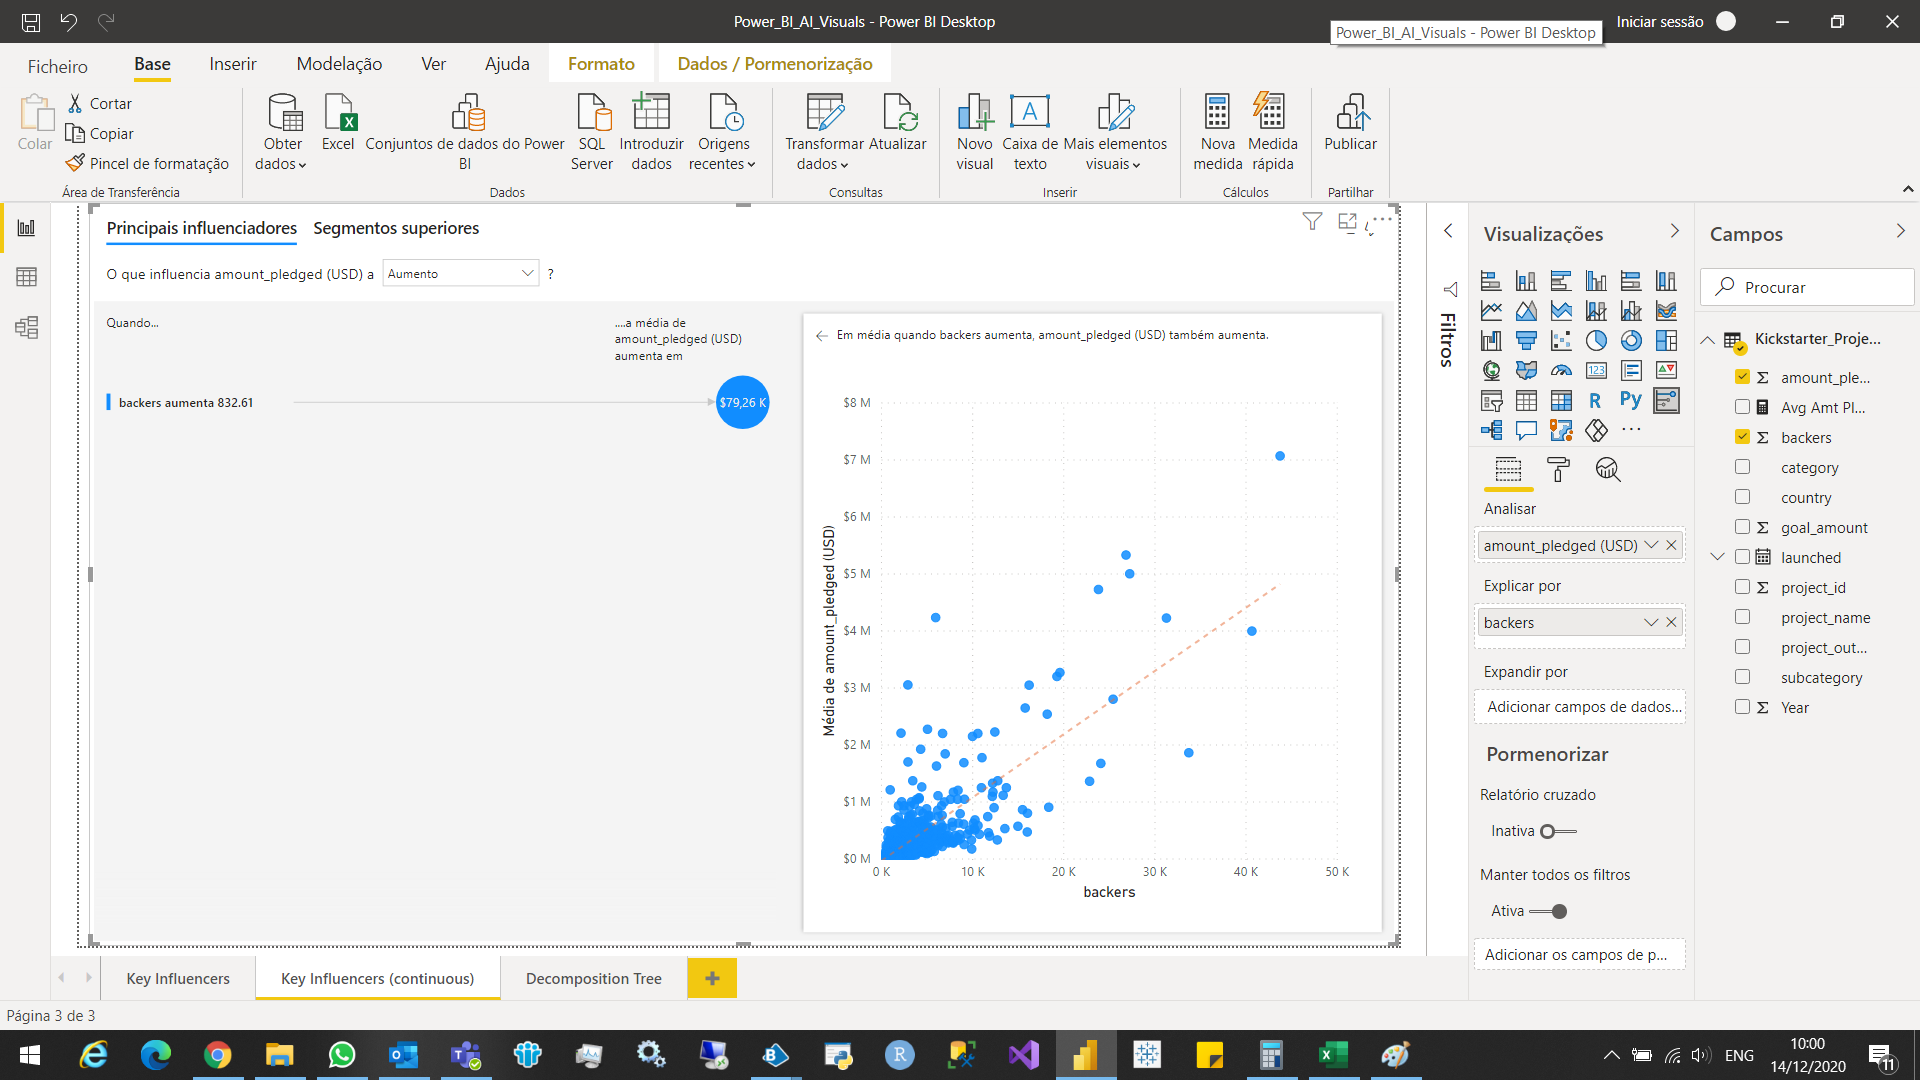 Power_BI_AI_Visuals - Power BI Desktop
Power_BI_AI_Visuals - Power BI Desktop
Iniciar sessão
Ficheiro
Base
Inserir
Modelação
Ver
Ajuda
Formato
Dados / Pormenorização
Colar
Cortar
Copiar
Pincel de formatação
Área de Transferência
Obter
dados
Excel
Conjuntos de dados do Power
BI
SQL
Server
Introduzir
dados
Origens
recentes
Dados
Transformar
dados
Atualizar
Consultas
Novo
visual
Caixa de
texto
Mais elementos
visuais
Inserir
Nova
medida
Medida
rápida
Cálculos
Publicar
Partilhar
Principais influenciadores
Segmentos superiores
O que influencia amount_pledged (USD) a
Aumento
?
Quando...
....a média de
amount_pledged (USD)
aumenta em
backers aumenta 832.61
$79,26 K
Em média quando backers aumenta, amount_pledged (USD) também aumenta.
Média de amount_pledged (USD)
$8 M
$7 M
$6 M
$5 M
$4 M
$3 M
$2 M
$1 M
$0 M
0 K
10 K
20 K
30 K
40 K
50 K
backers
Filtros
Visualizações
123
R
Py
Analisar
amount_pledged (USD)
Explicar por
backers
Expandir por
Adicionar campos de dados...
Pormenorizar
Relatório cruzado
Inativa
Manter todos os filtros
Ativa
Adicionar os campos de p...
Campos
Procurar
Kickstarter_Proje...
amount_ple...
Avg Amt Pl...
backers
category
country
goal_amount
launched
project_id
project_name
project_out...
subcategory
Year
Key Influencers
Key Influencers (continuous)
Decomposition Tree
Página 3 de 3
ENG
10:00
14/12/2020
11